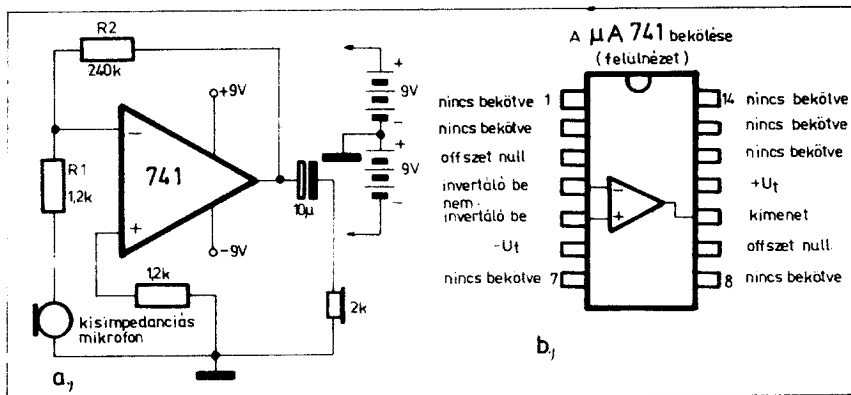 R2
240k
R1
1,2k
741
−
+
+9V
−9V
10µ
1,2k
2k
kisimpedanciás
mikrofon
+
9V
−
+
9V
−
a,
A µA 741 bekötése
(felülnézet)
nincs bekötve 1
nincs bekötve
offszet null
invertáló be
nem.
invertáló be
−Ut
nincs bekötve 7
−
+
14 nincs bekötve
nincs bekötve
nincs bekötve
+Ut
kimenet
offszet null.
8 nincs bekötve
b,